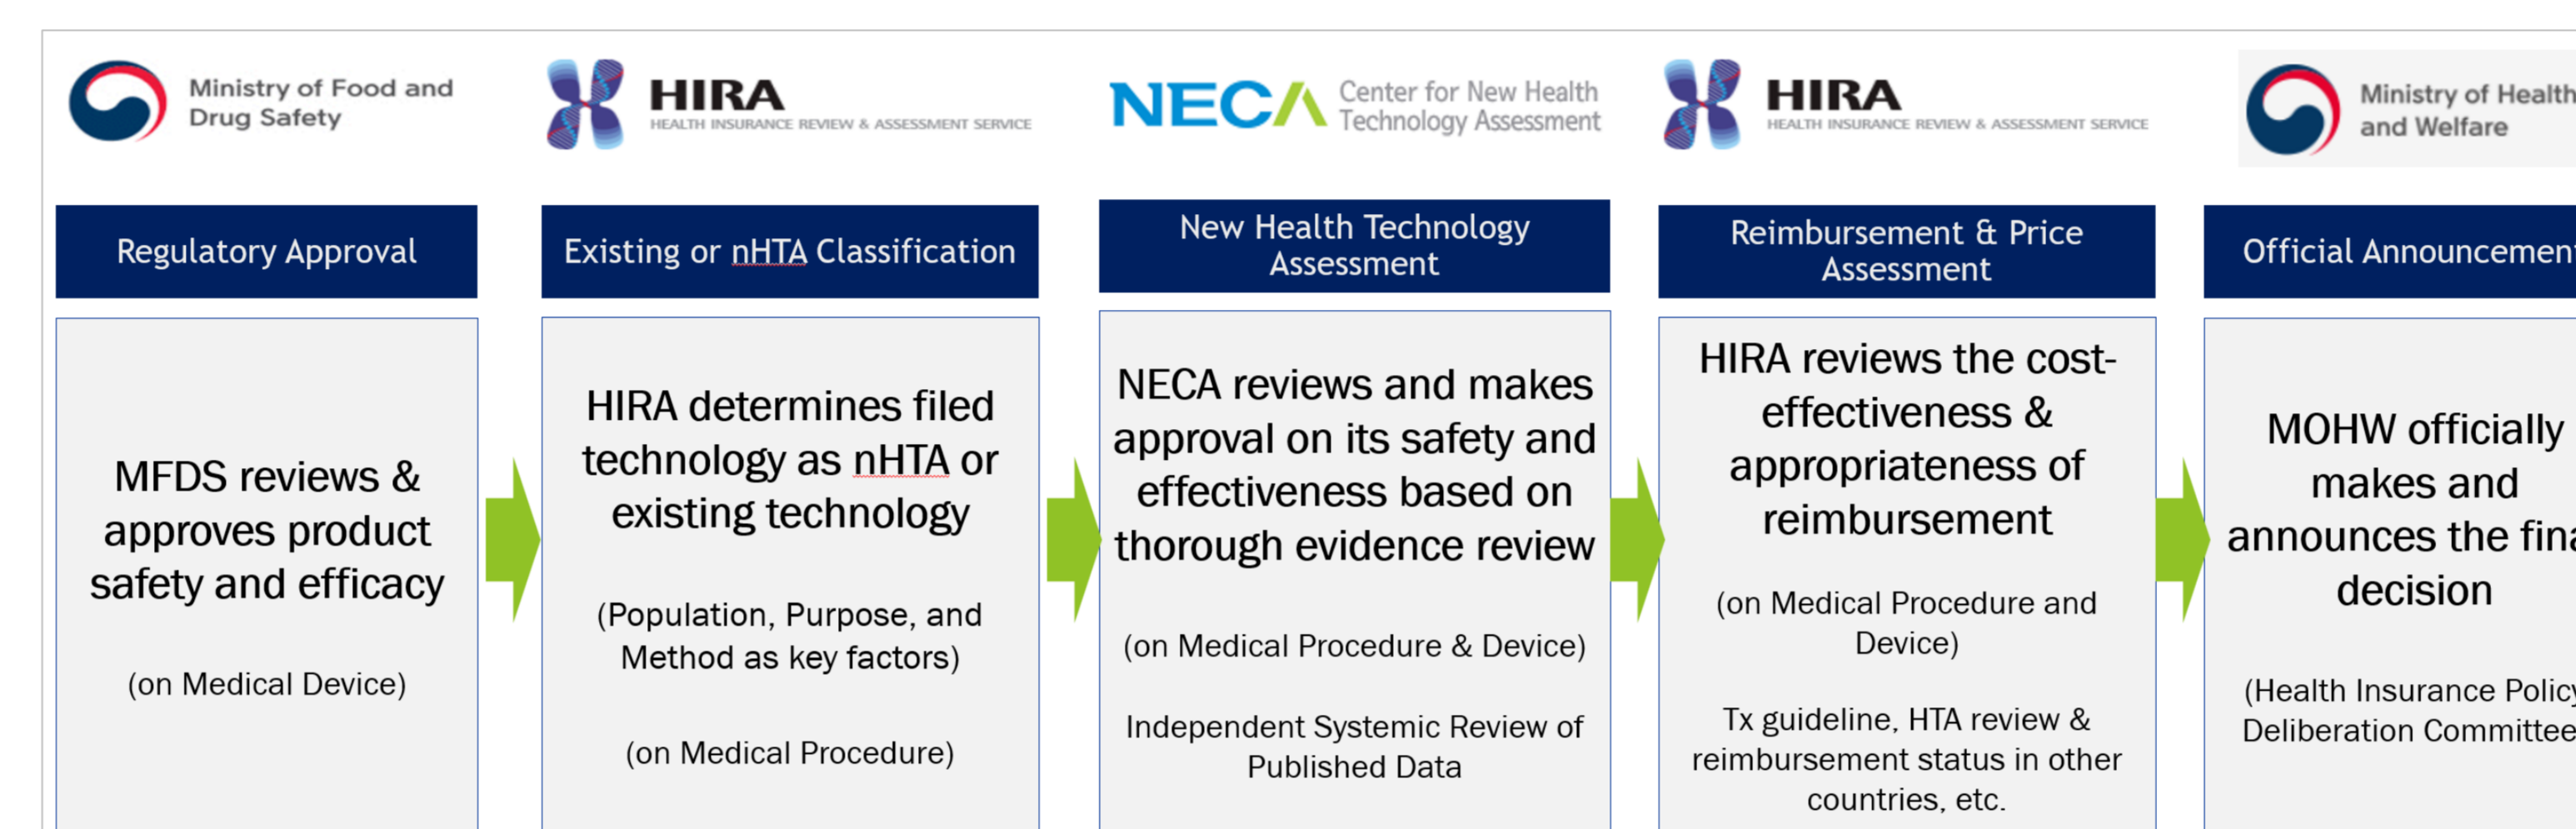 Ministry of Food and
Drug Safety
HIRA
HEALTH INSURANCE REVIEW & ASSESSMENT SERVICE
NECA
Center for New Health
Technology Assessment
HIRA
HEALTH INSURANCE REVIEW & ASSESSMENT SERVICE
Ministry of Health
and Welfare
Regulatory Approval
Existing or nHTA Classification
New Health Technology
Assessment
Reimbursement & Price
Assessment
Official Announcemen
MFDS reviews &
approves product
safety and efficacy
(on Medical Device)
HIRA determines filed
technology as nHTA or
existing technology
(Population, Purpose, and
Method as key factors)
(on Medical Procedure)
NECA reviews and makes
approval on its safety and
effectiveness based on
thorough evidence review
(on Medical Procedure & Device)
Independent Systemic Review of
Published Data
HIRA reviews the cost-
effectiveness &
appropriateness of
reimbursement
(on Medical Procedure and
Device)
Tx guideline, HTA review &
reimbursement status in other
countries, etc.
MOHW officially
makes and
announces the fina
decision
(Health Insurance Policy
Deliberation Committee